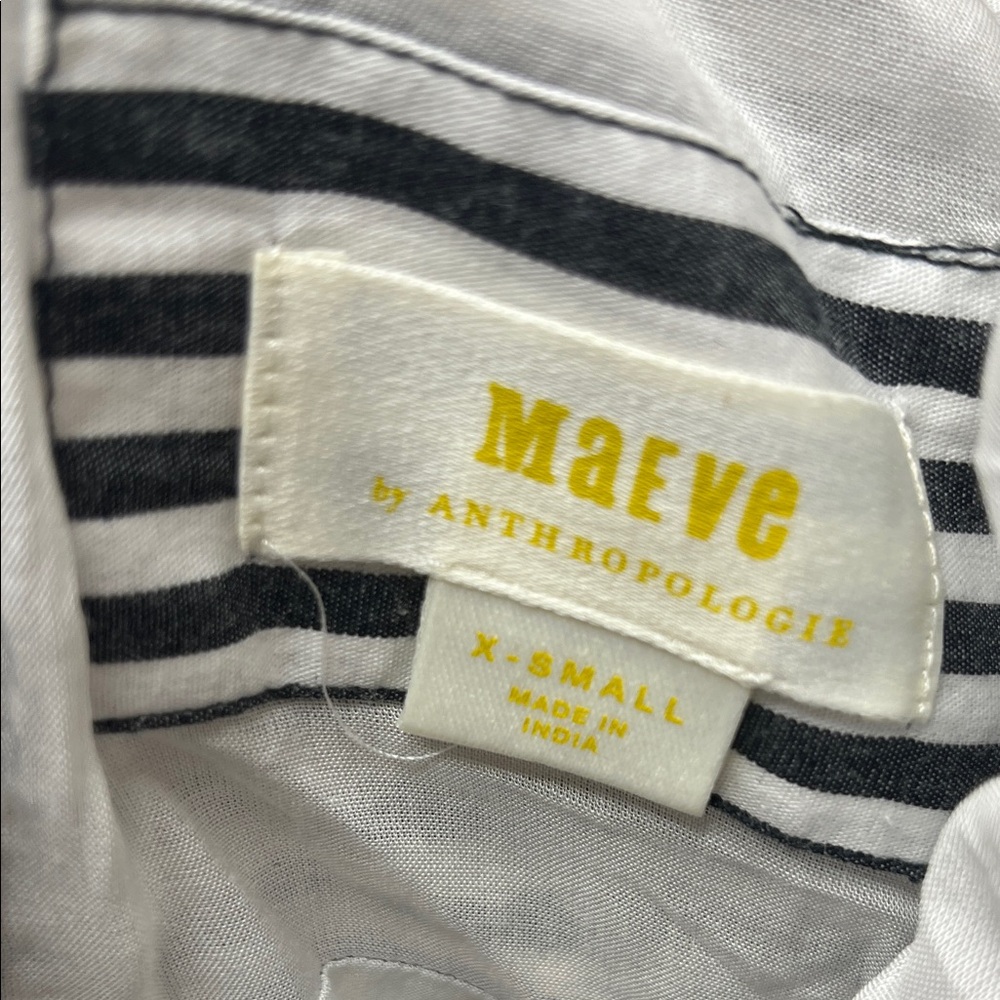 MaEVe
by ANTHROPOLOGIE
X-SMALL
MADE IN
INDIA